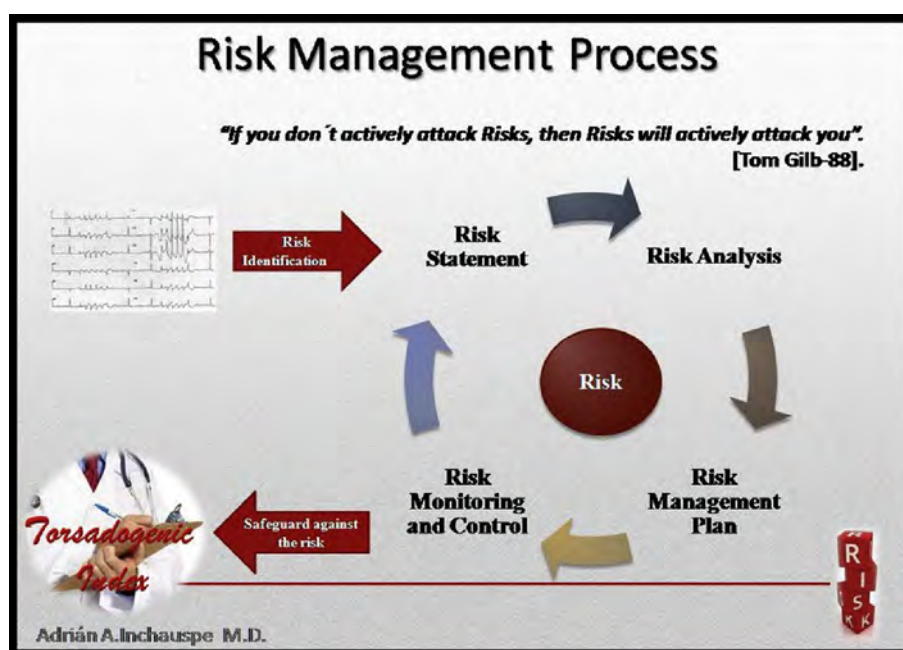 Risk Management Process
“If you don´t actively attack Risks, then Risks will actively attack you”.
[Tom Gilb-88].
Risk
Identification
Risk
Statement
Risk Analysis
Risk
Risk
Management
Plan
Risk
Monitoring
and Control
Safeguard against
the risk
Torsadogenic
Index
R
I
S
K
Adrián A.Inchauspe M.D.